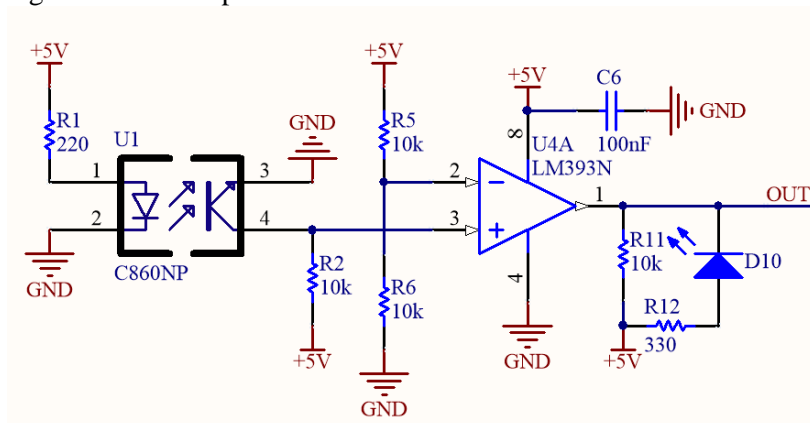 +5V
+5V
+5V
C6
R1
220
U1
GND
R5
10k
8
U4A
LM393N
100nF
GND
1
3
2
−
1
OUT
2
4
3
+
R11
10k
D10
GND
C860NP
R2
10k
R6
10k
4
R12
330
+5V
GND
+5V
GND